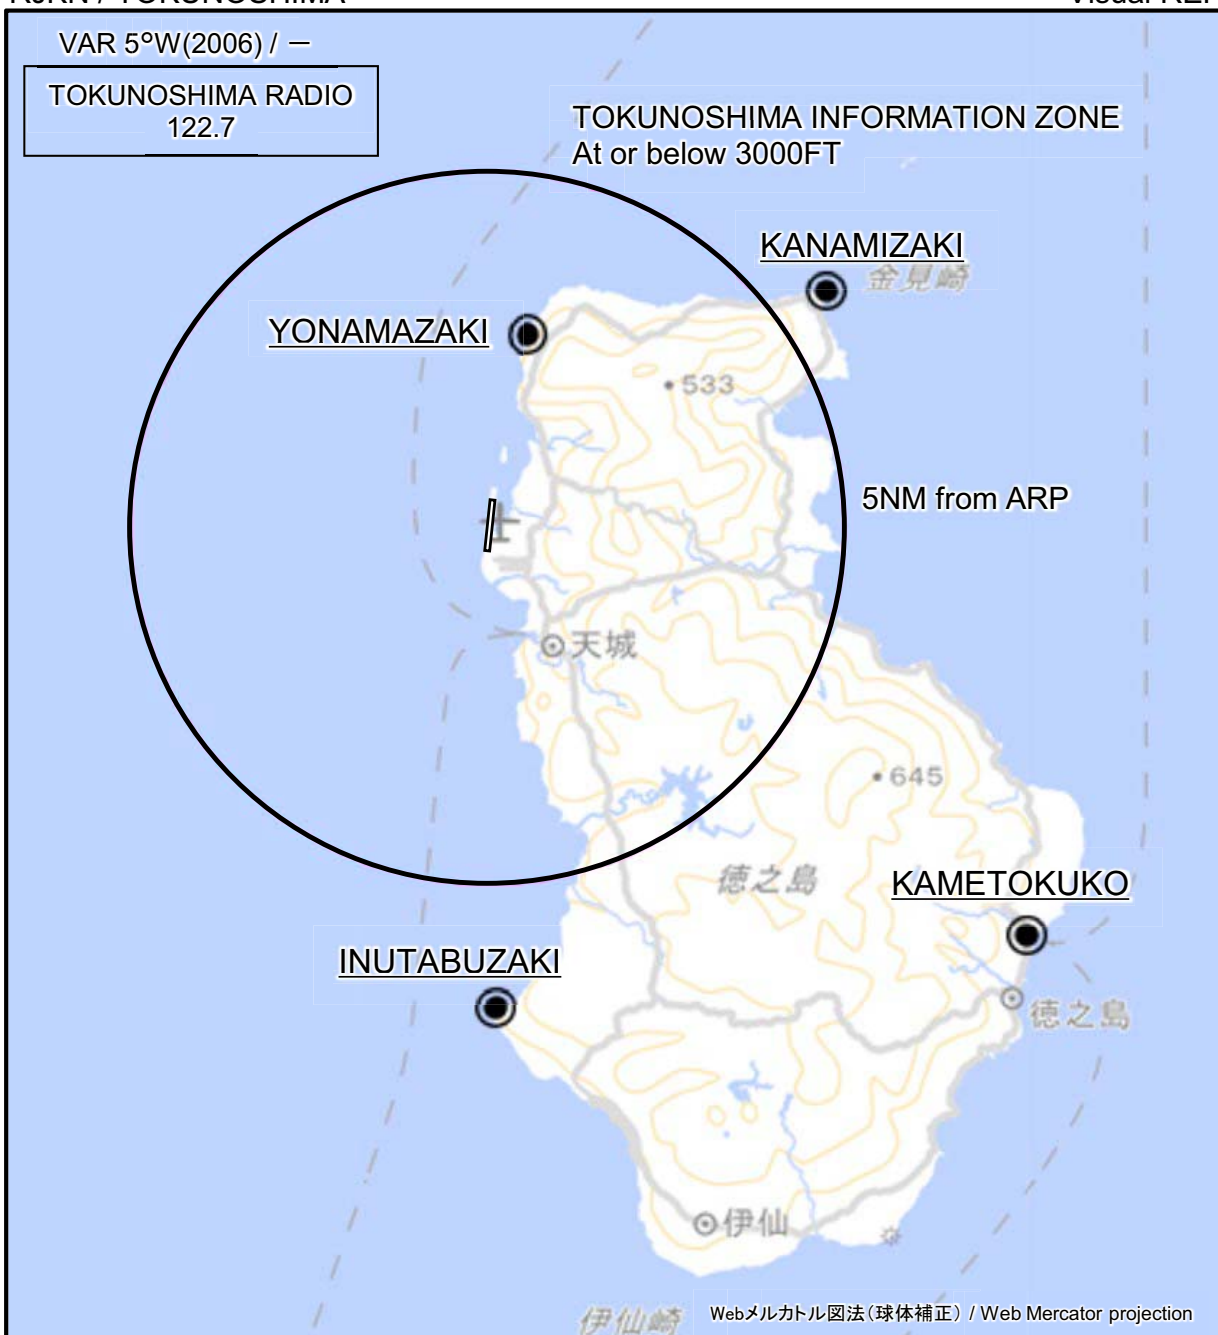 VAR 5°W(2006) / －
TOKUNOSHIMA RADIO
122.7
TOKUNOSHIMA INFORMATION ZONE
At or below 3000FT
KANAMIZAKI
金見崎
YONAMAZAKI
533
5NM from ARP
天城
645
徳之島
KAMETOKUKO
INUTABUZAKI
徳之島
伊仙
伊仙崎
Webメルカトル図法(球体補正) / Web Mercator projection